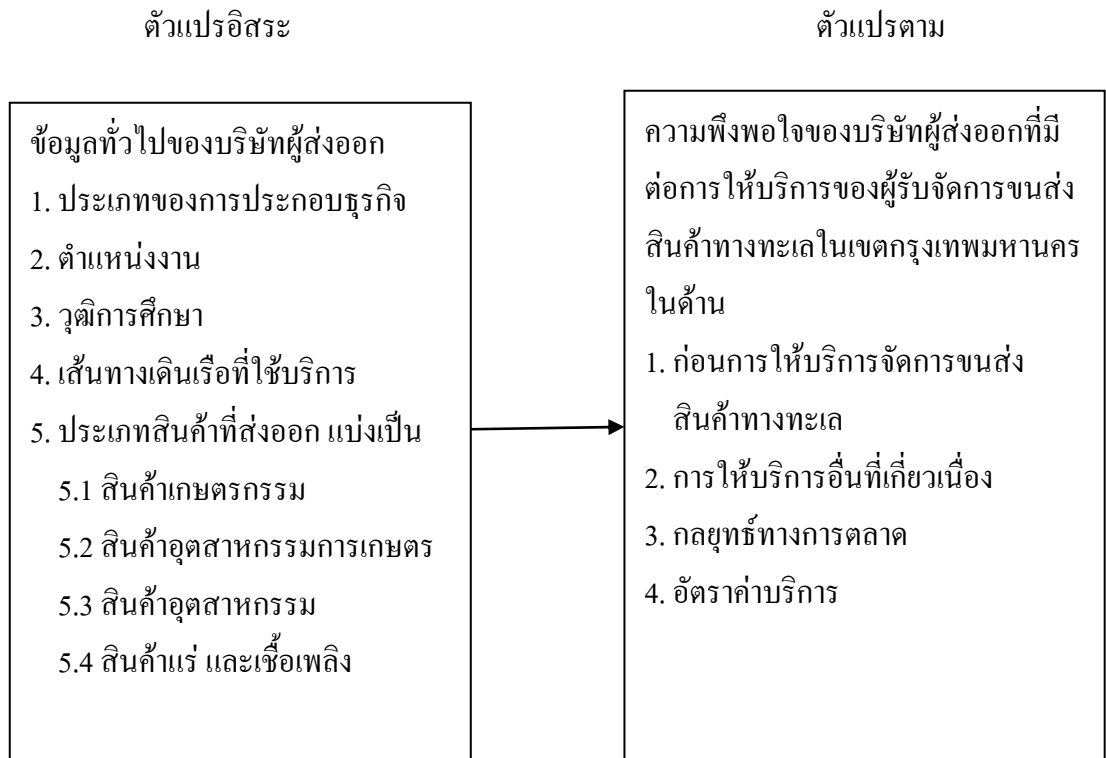 ตัวแปรอิสระ
ตัวแปรตาม
ข้อมูลทั่วไปของบริษัทผู้ส่งออก
1. ประเภทของการประกอบธุรกิจ
2. ตำแหน่งงาน
3. วุฒิการศึกษา
4. เส้นทางเดินเรือที่ใช้บริการ
5. ประเภทสินค้าที่ส่งออก แบ่งเป็น
5.1 สินค้าเกษตรกรรม
5.2 สินค้าอุตสาหกรรมการเกษตร
5.3 สินค้าอุตสาหกรรม
5.4 สินค้าแร่ และเชื้อเพลิง
ความพึงพอใจของบริษัทผู้ส่งออกที่มี
ต่อการให้บริการของผู้รับจัดการขนส่ง
สินค้าทางทะเลในเขตกรุงเทพมหานคร
ในด้าน
1. ก่อนการให้บริการจัดการขนส่ง
สินค้าทางทะเล
2. การให้บริการอื่นที่เกี่ยวเนื่อง
3. กลยุทธ์ทางการตลาด
4. อัตราค่าบริการ